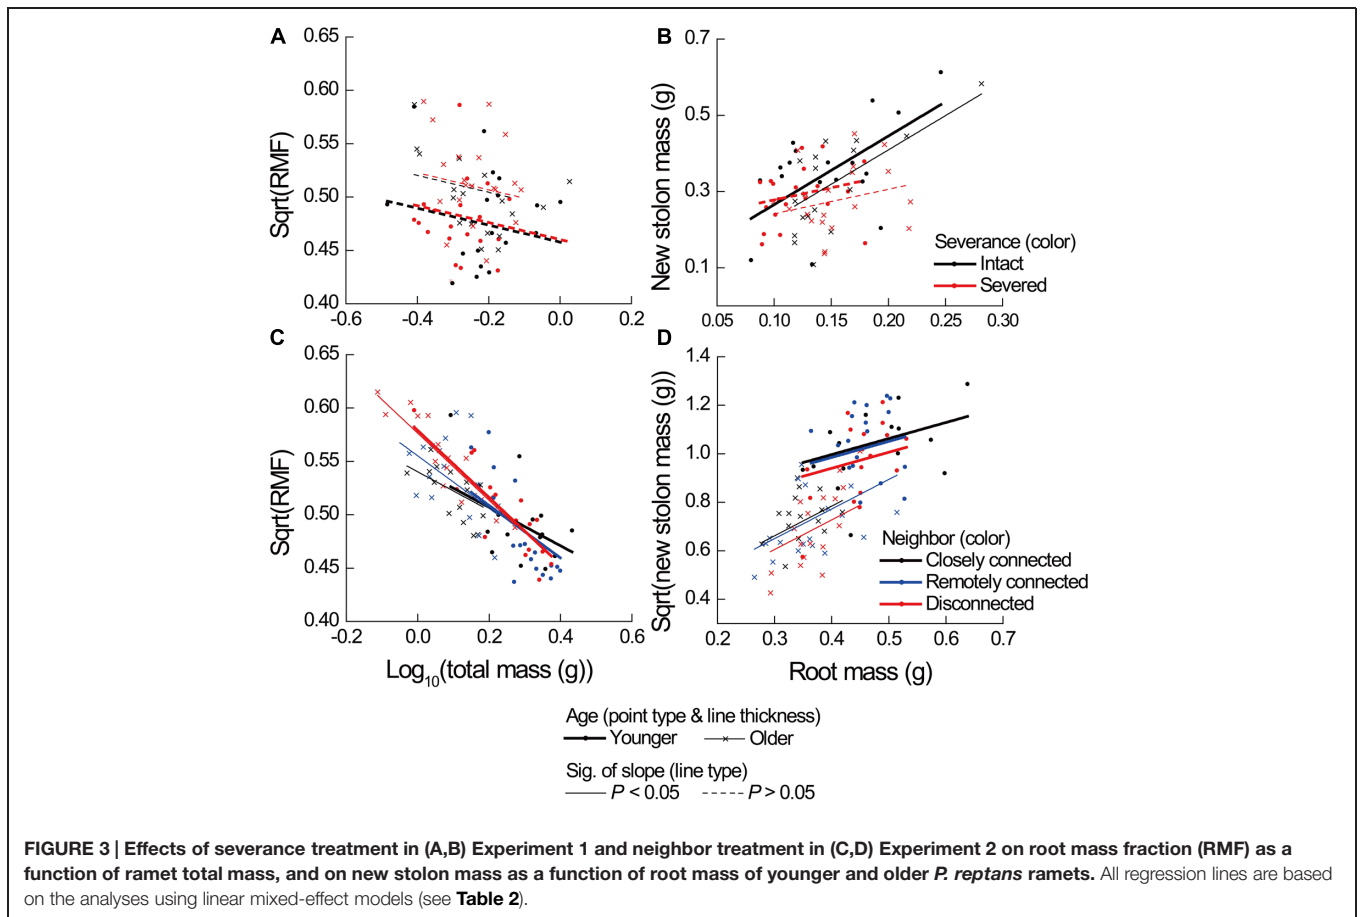 A
0.65
0.60
0.55
0.50
0.45
0.40
Sqrt(RMF)
-0.6 -0.4 -0.2 0.0 0.2
B
0.7
0.5
0.3
0.1
New stolon mass (g)
Severance (color)
Intact
Severed
0.05 0.10 0.15 0.20 0.25 0.30
C
0.65
0.60
0.55
0.50
0.45
0.40
Sqrt(RMF)
-0.2 0.0 0.2 0.4 0.6
Log10(total mass (g))
D
1.4
1.2
1.0
0.8
0.6
0.4
Sqrt(new stolon mass (g))
Neighbor (color)
Closely connected
Remotely connected
Disconnected
0.2 0.3 0.4 0.5 0.6 0.7
Root mass (g)
Age (point type & line thickness)
Younger Older
Sig. of slope (line type)
P < 0.05 P > 0.05
FIGURE 3 | Effects of severance treatment in (A,B) Experiment 1 and neighbor treatment in (C,D) Experiment 2 on root mass fraction (RMF) as a
function of ramet total mass, and on new stolon mass as a function of root mass of younger and older P. reptans ramets. All regression lines are based
on the analyses using linear mixed-effect models (see Table 2).